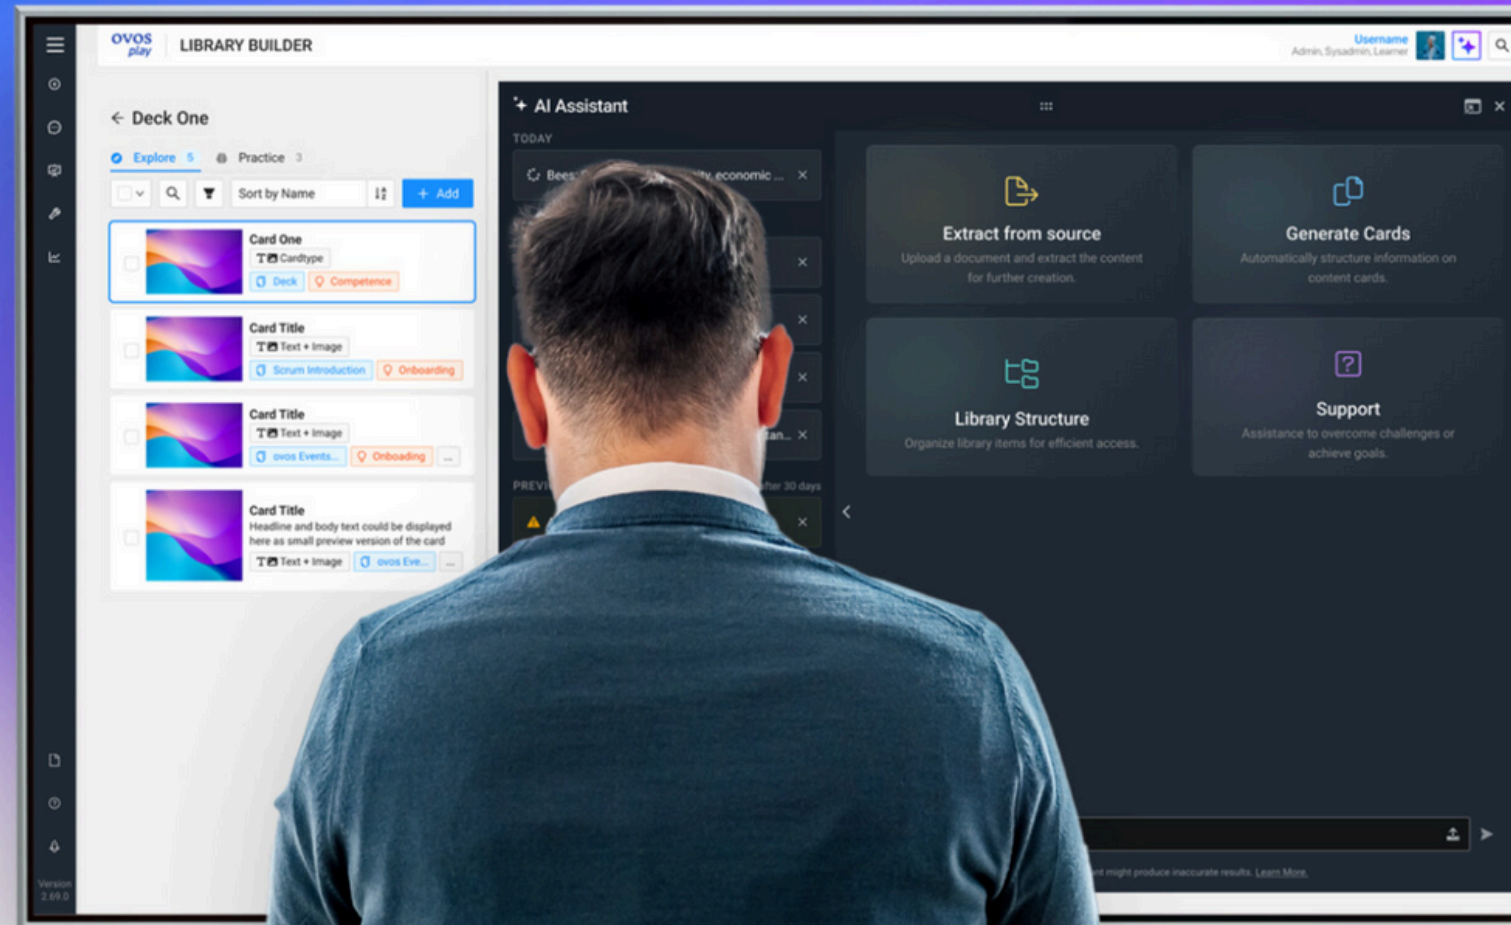 ovos play
LIBRARY BUILDER
Username
Admin, Sysadmin, Learner
← Deck One
Explore 5
Practice 3
Sort by Name
+ Add
Card One
Cardtype
Deck
Competence
Card Title
Text + Image
Scrum Introduction
Onboarding
Card Title
Text + Image
ovos Events...
Onboading
...
Card Title
Headline and body text could be displayed
here as small preview version of the card
Text + Image
ovos Eve...
...
Version
2.69.0
AI Assistant
TODAY
Bees:
economic ...
after 30 days
Extract from source
Upload a document and extract the content
for further creation.
Generate Cards
Automatically structure information on
content cards.
Library Structure
Organize library items for efficient access.
Support
Assistance to overcome challenges or
achieve goals.
might produce inaccurate results. Learn More.